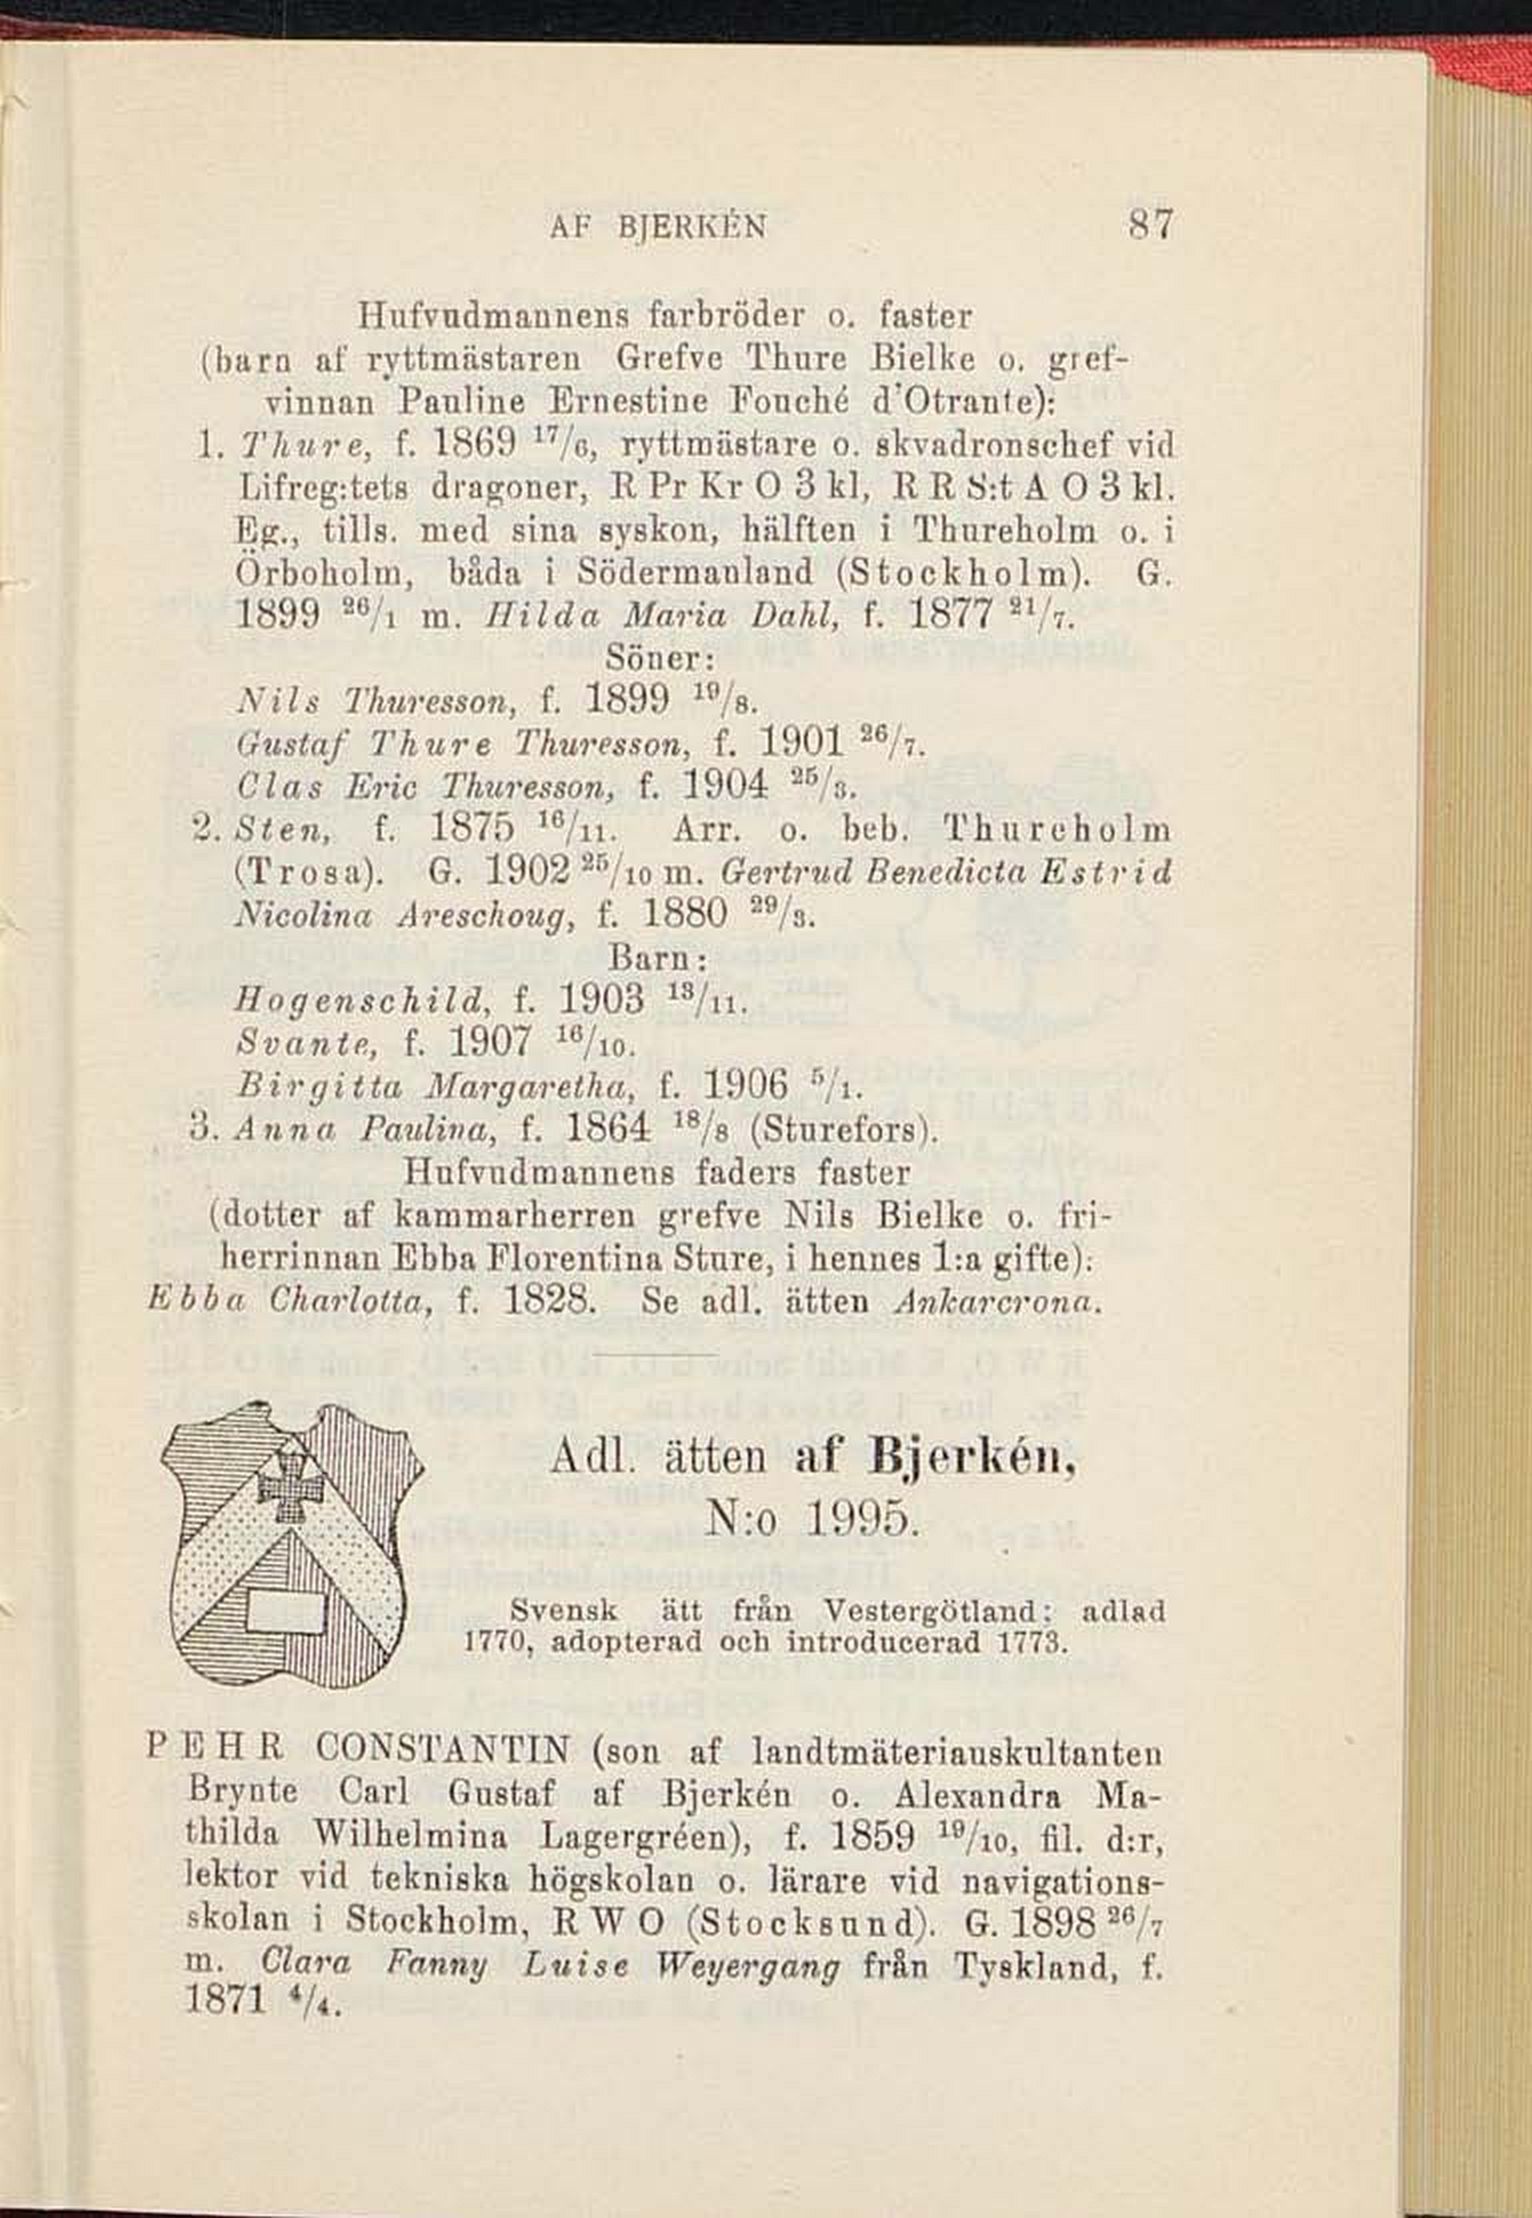 AF BJERKÉN 87
Hufvudmannens farbröder o. faster
(barn af ryttmästaren Grefve Thure Bielke o. gref-
vinnan Pauline Ernestine Fouché d'Otrante):
1. Thure, f. 1869 17/6, ryttmästare o. skvadronschef vid
Lifreg:tets dragoner, R Pr Kr O 3 kl, R R S:t A O 3 kl.
Eg., tills. med sina syskon, hälften i Thureholm o. i
Örboholm, båda i Södermanland (Stockholm). G.
1899 26/1 m. Hilda Maria Dahl, f. 1877 21/7.
Söner:
Nils Thuresson, f. 1899 19/8.
Gustaf Thure Thuresson, f. 1901 26/7.
Clas Eric Thuresson, f. 1904 25/3.
2. Sten, f. 1875 16/11. Arr. o. beb. Thureholm
(Trosa). G. 1902 25/10 m. Gertrud Benedicta Estrid
Nicolina Areschoug, f. 1880 29/3.
Barn:
Hogenschild, f. 1903 13/11.
Svante, f. 1907 16/10.
Birgitta Margaretha, f. 1906 5/1.
3. Anna Paulina, f. 1864 18/8 (Sturefors).
Hufvudmannens faders faster
(dotter af kammarherren grefve Nils Bielke o. fri-
herrinnan Ebba Florentina Sture, i hennes 1:a gifte):
Ebba Charlotta, f. 1828. Se adl. ätten Ankarcrona.
Adl. ätten af Bjerkén,
N:o 1995.
Svensk ätt från Vestergötland; adlad
1770, adopterad och introducerad 1773.
PEHR CONSTANTIN (son af landtmäteriauskultanten
Brynte Carl Gustaf af Bjerkén o. Alexandra Ma-
thilda Wilhelmina Lagergréen), f. 1859 19/10, fil. d:r,
lektor vid tekniska högskolan o. lärare vid navigations-
skolan i Stockholm, R W O (Stocksund). G. 1898 26/7
m. Clara Fanny Luise Weyergang från Tyskland, f.
1871 4/4.